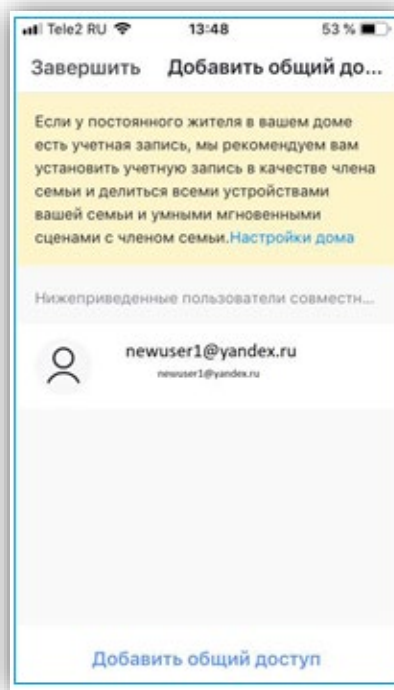 Tele2 RU 13:48 53 %
Завершить Добавить общий до...
Если у постоянного жителя в вашем доме
есть учетная запись, мы рекомендуем вам
установить учетную запись в качестве члена
семьи и делиться всеми устройствами
вашей семьи и умными мгновенными
сценами с членом семьи.Настройки дома
Нижеприведенные пользователи совместн...
newuser1@yandex.ru
newuser1@yandex.ru
Добавить общий доступ